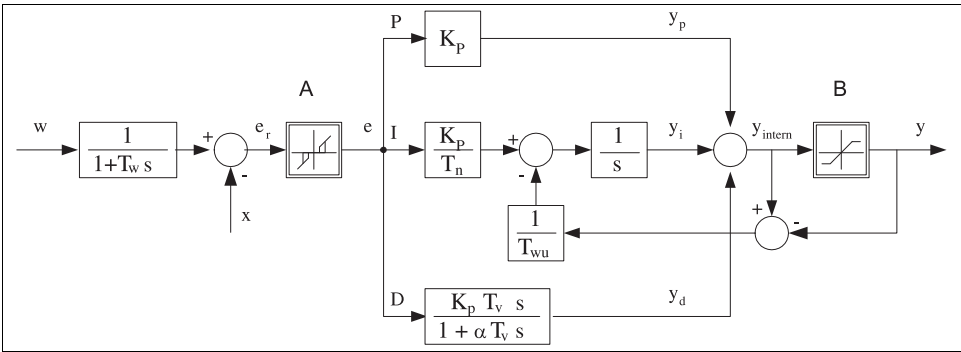 P
K_P
y_p
A
B
w
1
1+T_w s
+
-
e_r
e
x
I
K_P
T_n
+
-
1
s
y_i
y_intern
y
1
T_wu
+
-
D
K_p T_v s
1 + α T_v s
y_d